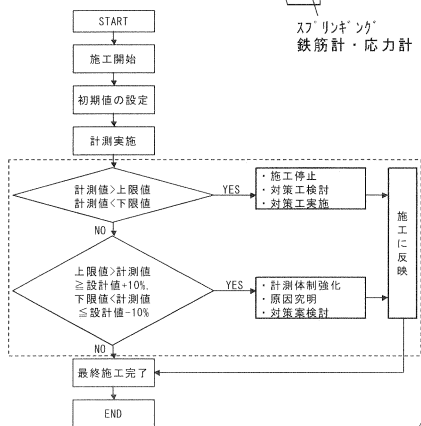 スプリンギング
鉄筋計・応力計
START
施工開始
初期値の設定
計測実施
計測値>上限値
計測値<下限値
YES
・施工停止
・対策工検討
・対策工実施
施工に反映
NO
上限値>計測値
≧設計値+10%,
下限値<計測値
≦設計値-10%
YES
・計測体制強化
・原因究明
・対策案検討
NO
最終施工完了
END